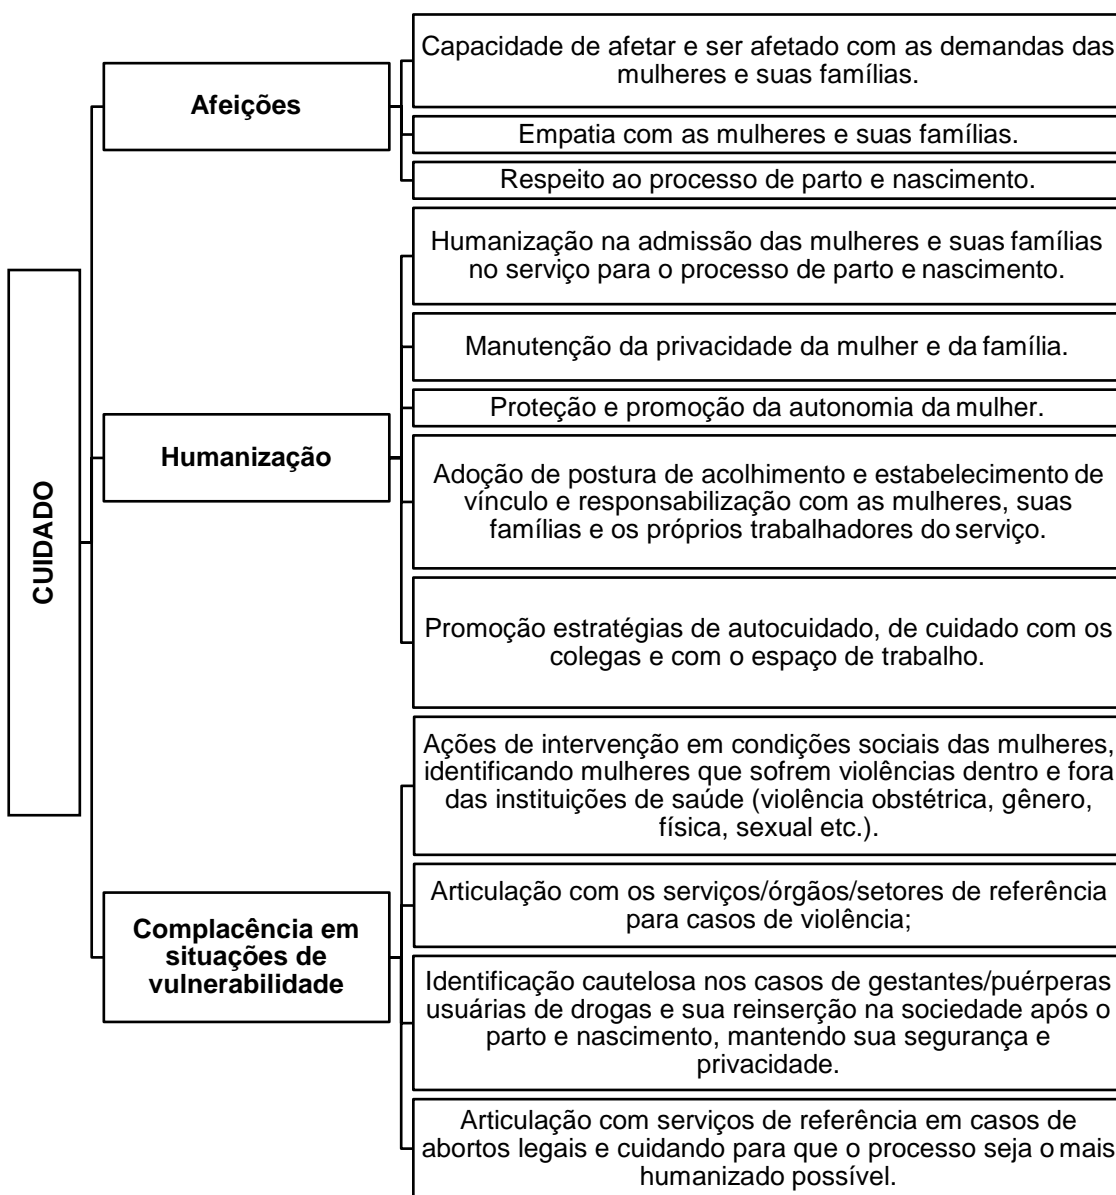 CUIDADO
Afeições
Capacidade de afetar e ser afetado com as demandas das
mulheres e suas famílias.
Empatia com as mulheres e suas famílias.
Respeito ao processo de parto e nascimento.
Humanização
Humanização na admissão das mulheres e suas famílias
no serviço para o processo de parto e nascimento.
Manutenção da privacidade da mulher e da família.
Proteção e promoção da autonomia da mulher.
Adoção de postura de acolhimento e estabelecimento de
vínculo e responsabilização com as mulheres, suas
famílias e os próprios trabalhadores do serviço.
Promoção estratégias de autocuidado, de cuidado com os
colegas e com o espaço de trabalho.
Complacência em
situações de
vulnerabilidade
Ações de intervenção em condições sociais das mulheres,
identificando mulheres que sofrem violências dentro e fora
das instituições de saúde (violência obstétrica, gênero,
física, sexual etc.).
Articulação com os serviços/órgãos/setores de referência
para casos de violência;
Identificação cautelosa nos casos de gestantes/puérperas
usuárias de drogas e sua reinserção na sociedade após o
parto e nascimento, mantendo sua segurança e
privacidade.
Articulação com serviços de referência em casos de
abortos legais e cuidando para que o processo seja o mais
humanizado possível.